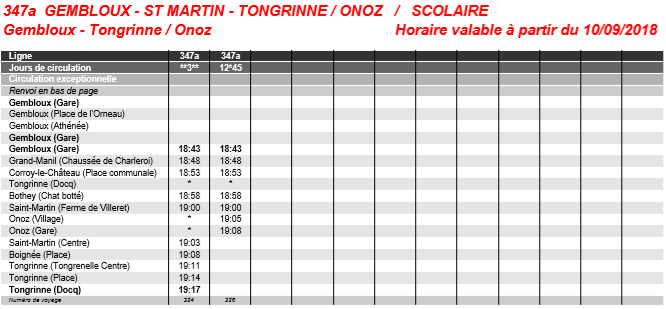 347a GEMBLOUX - ST MARTIN - TONGRINNE / ONOZ / SCOLAIRE
Gembloux - Tongrinne / Onoz Horaire valable à partir du 10/09/2018
Ligne 347a 347a
Jours de circulation **3** 12*45
Circulation exceptionnelle
Renvoi en bas de page
Gembloux (Gare)
Gembloux (Place de l'Orneau)
Gembloux (Athénée)
Gembloux (Gare)
Gembloux (Gare) 18:43 18:43
Grand-Manil (Chaussée de Charleroi) 18:48 18:48
Corroy-le-Château (Place communale) 18:53 18:53
Tongrinne (Docq) * *
Bothey (Chat botté) 18:58 18:58
Saint-Martin (Ferme de Villeret) 19:00 19:00
Onoz (Village) * 19:05
Onoz (Gare) * 19:08
Saint-Martin (Centre) 19:03
Boignée (Place) 19:08
Tongrinne (Tongrenelle Centre) 19:11
Tongrinne (Place) 19:14
Tongrinne (Docq) 19:17
Numéro de voyage 324 326